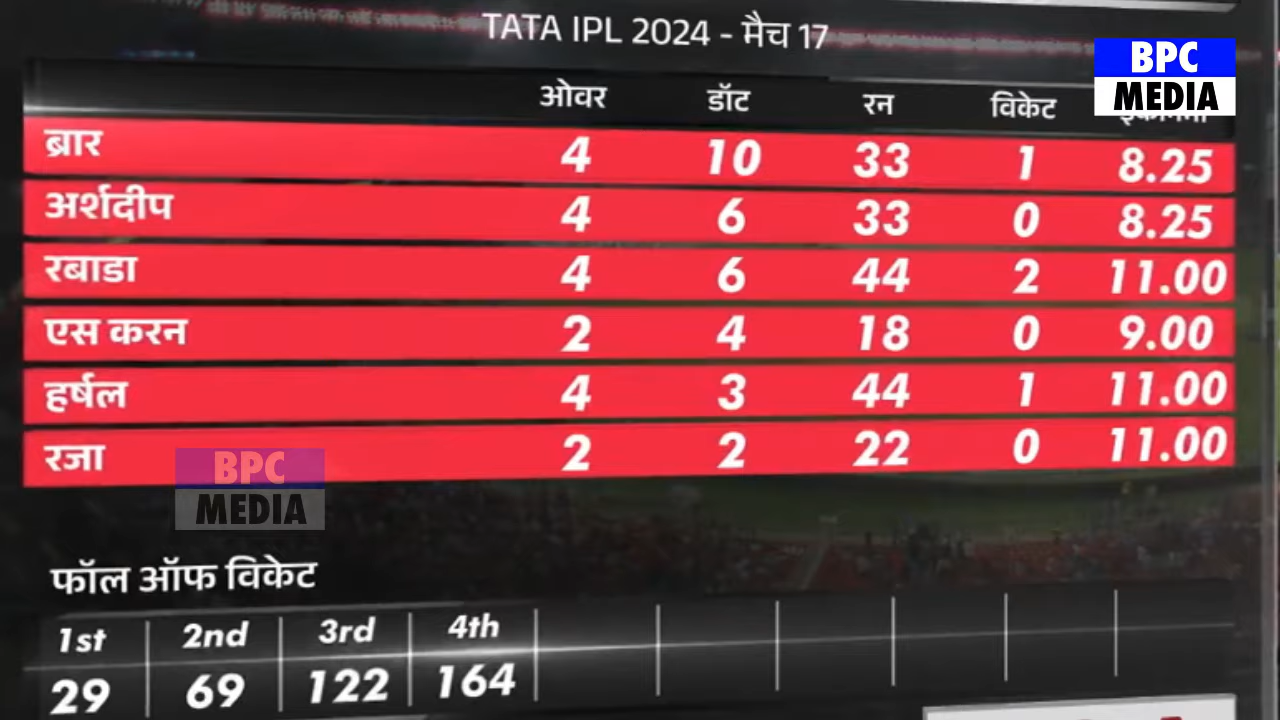 TATA IPL 2024 - मैच 17
BPC
MEDIA
ओवर डॉट रन विकेट इकॉनमी
ब्रार 4 10 33 1 8.25
अर्शदीप 4 6 33 0 8.25
रबाडा 4 6 44 2 11.00
एस करन 2 4 18 0 9.00
हर्षल 4 3 44 1 11.00
रजा 2 2 22 0 11.00
BPC
MEDIA
फॉल ऑफ विकेट
1st 2nd 3rd 4th
29 69 122 164